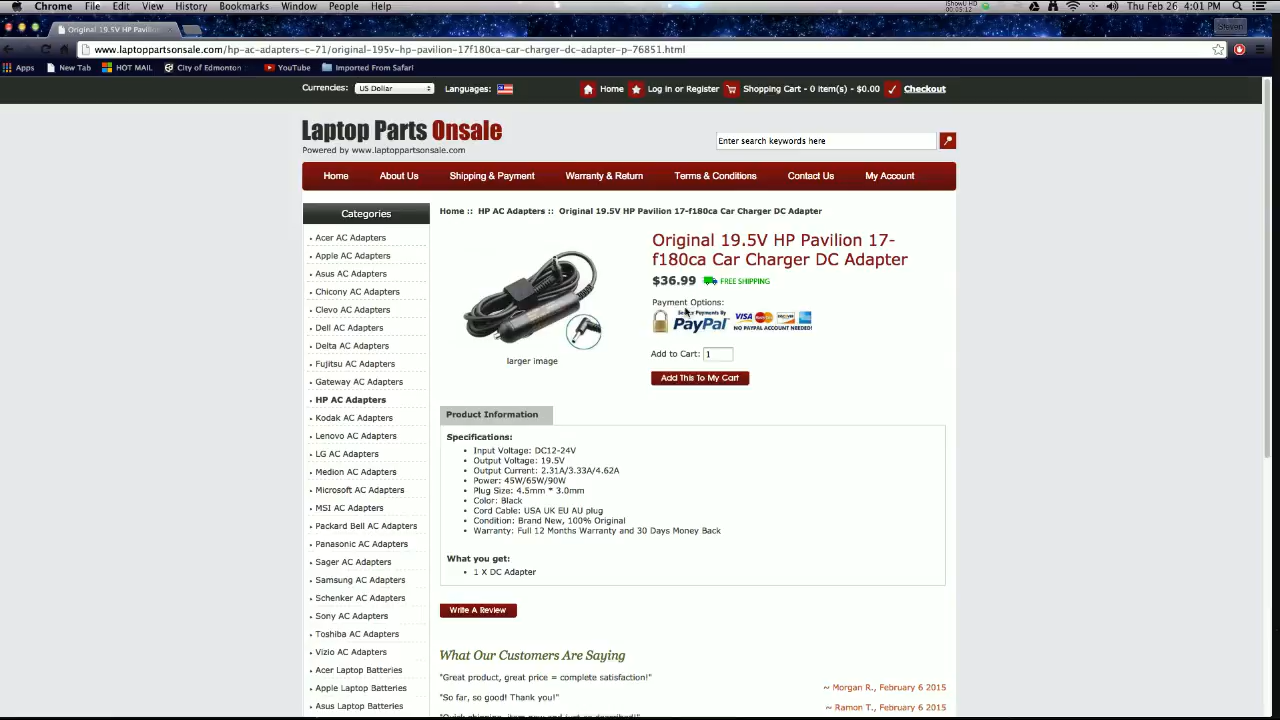 Chrome File Edit View History Bookmarks Window People Help
iShowU HD
00:05:12
Thu Feb 26 4:01 PM
Original 19.5V HP Pavilion
Steven
www.laptoppartsonsale.com/hp-ac-adapters-c-71/original-195v-hp-pavilion-17f180ca-car-charger-dc-adapter-p-76851.html
Apps New Tab HOT MAIL City of Edmonton YouTube Imported From Safari
Currencies: US Dollar Languages: Home Log In or Register Shopping Cart - 0 item(s) - $0.00 Checkout
Laptop Parts Onsale
Powered by www.laptoppartsonsale.com
Enter search keywords here
Home About Us Shipping & Payment Warranty & Return Terms & Conditions Contact Us My Account
Categories
Acer AC Adapters
Apple AC Adapters
Asus AC Adapters
Chicony AC Adapters
Clevo AC Adapters
Dell AC Adapters
Delta AC Adapters
Fujitsu AC Adapters
Gateway AC Adapters
HP AC Adapters
Kodak AC Adapters
Lenovo AC Adapters
LG AC Adapters
Medion AC Adapters
Microsoft AC Adapters
MSI AC Adapters
Packard Bell AC Adapters
Panasonic AC Adapters
Sager AC Adapters
Samsung AC Adapters
Schenker AC Adapters
Sony AC Adapters
Toshiba AC Adapters
Vizio AC Adapters
Acer Laptop Batteries
Apple Laptop Batteries
Asus Laptop Batteries
Home :: HP AC Adapters :: Original 19.5V HP Pavilion 17-f180ca Car Charger DC Adapter
larger image
Original 19.5V HP Pavilion 17-
f180ca Car Charger DC Adapter
$36.99 FREE SHIPPING
Payment Options:
Secure Payments By
PayPal
VISA MasterCard DISCOVER
NO PAYPAL ACCOUNT NEEDED!
Add to Cart: 1
Add This To My Cart
Product Information
Specifications:
Input Voltage: DC12-24V
Output Voltage: 19.5V
Output Current: 2.31A/3.33A/4.62A
Power: 45W/65W/90W
Plug Size: 4.5mm * 3.0mm
Color: Black
Cord Cable: USA UK EU AU plug
Condition: Brand New, 100% Original
Warranty: Full 12 Months Warranty and 30 Days Money Back
What you get:
1 X DC Adapter
Write A Review
What Our Customers Are Saying
"Great product, great price = complete satisfaction!"
~ Morgan R., February 6 2015
"So far, so good! Thank you!"
~ Ramon T., February 6 2015